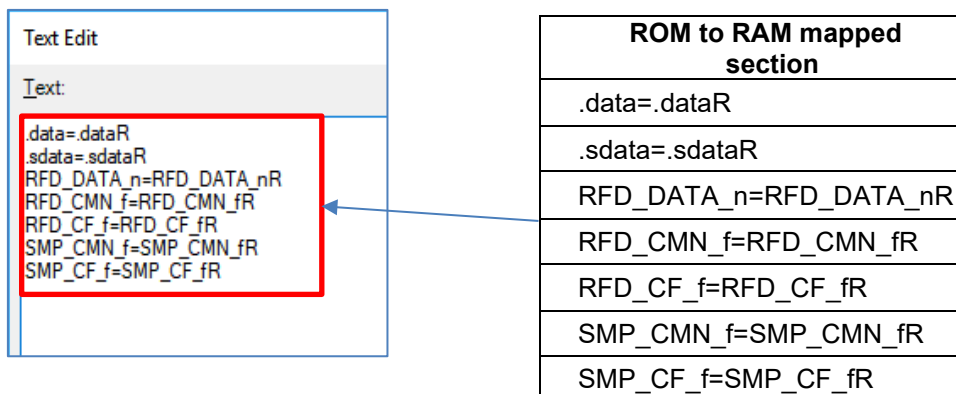 Text Edit
Text:
.data=.dataR
.sdata=.sdataR
RFD_DATA_n=RFD_DATA_nR
RFD_CMN_f=RFD_CMN_fR
RFD_CF_f=RFD_CF_fR
SMP_CMN_f=SMP_CMN_fR
SMP_CF_f=SMP_CF_fR
ROM to RAM mapped
section
.data=.dataR
.sdata=.sdataR
RFD_DATA_n=RFD_DATA_nR
RFD_CMN_f=RFD_CMN_fR
RFD_CF_f=RFD_CF_fR
SMP_CMN_f=SMP_CMN_fR
SMP_CF_f=SMP_CF_fR